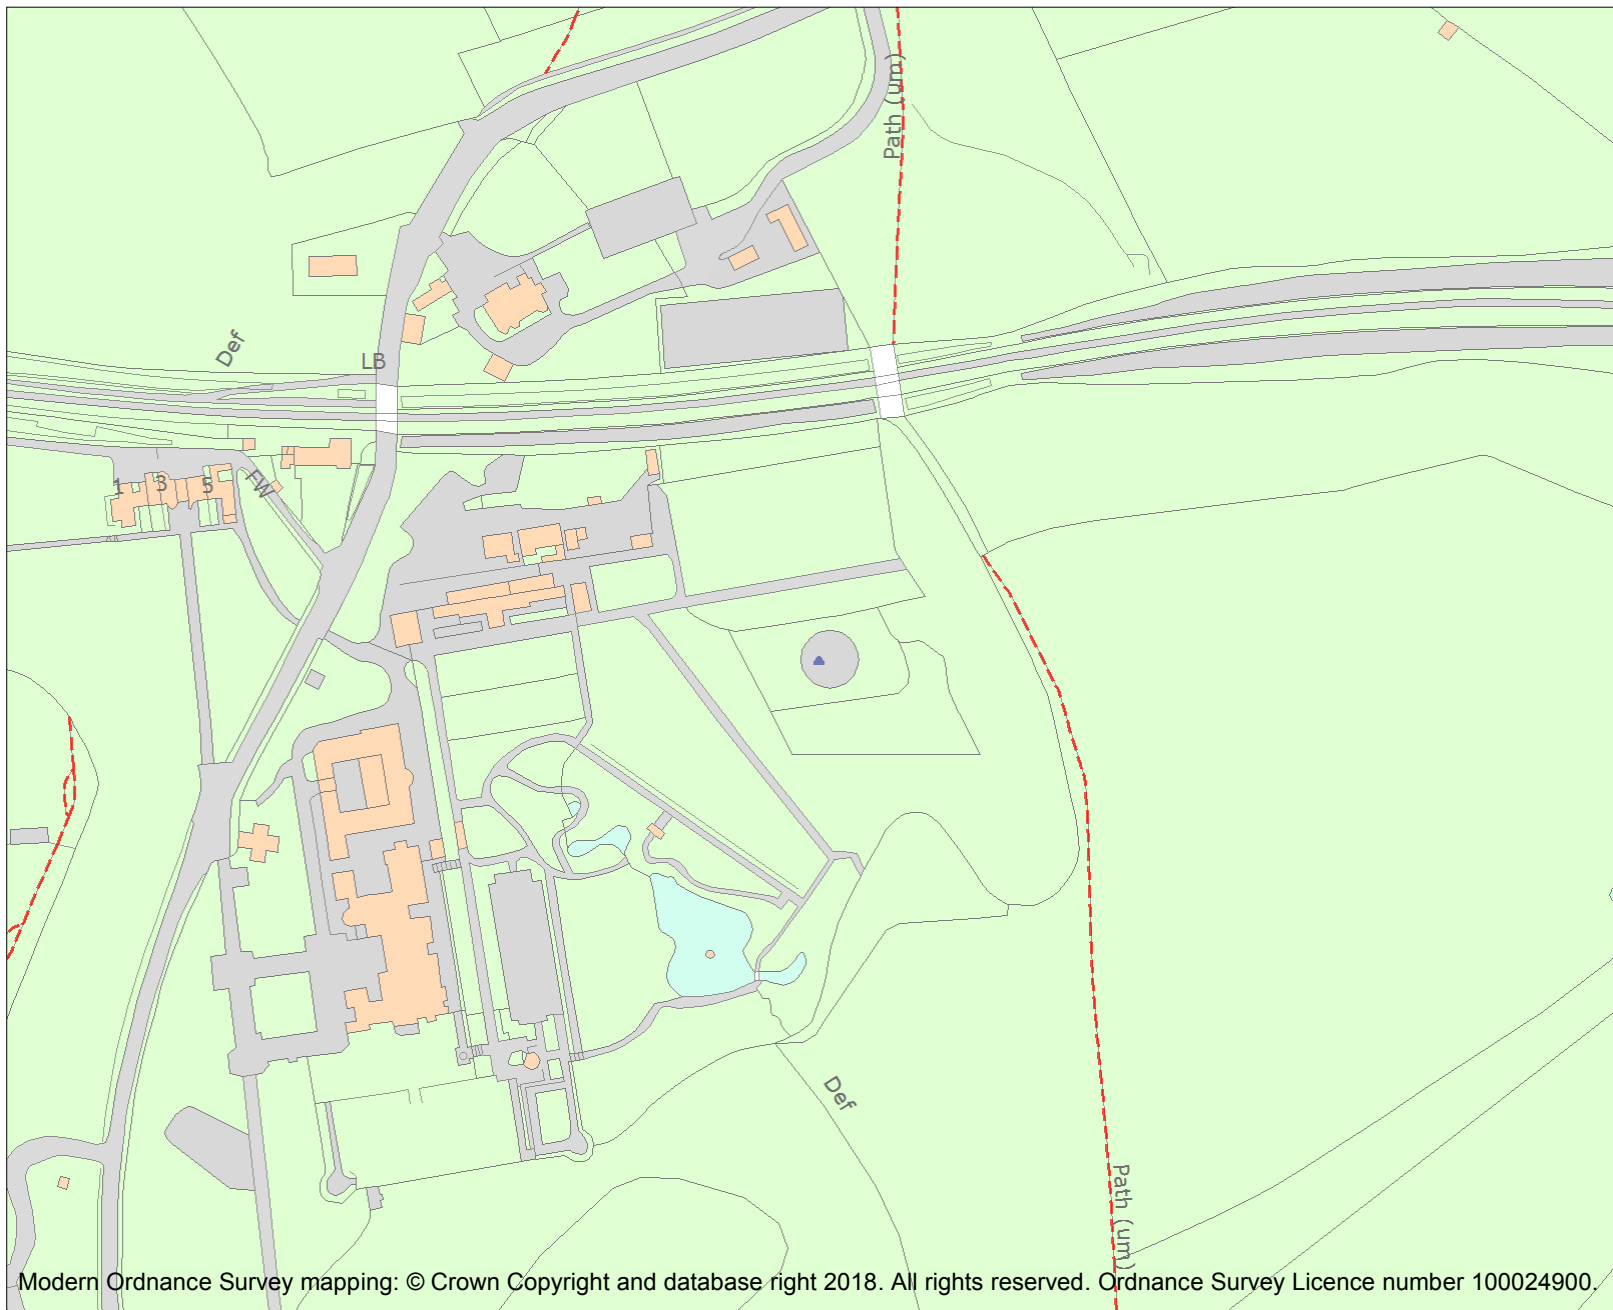 Path (um)
Def
LB
1
3
5
FW
Def
Path (um)
Modern Ordnance Survey mapping: © Crown Copyright and database right 2018. All rights reserved. Ordnance Survey Licence number 100024900.